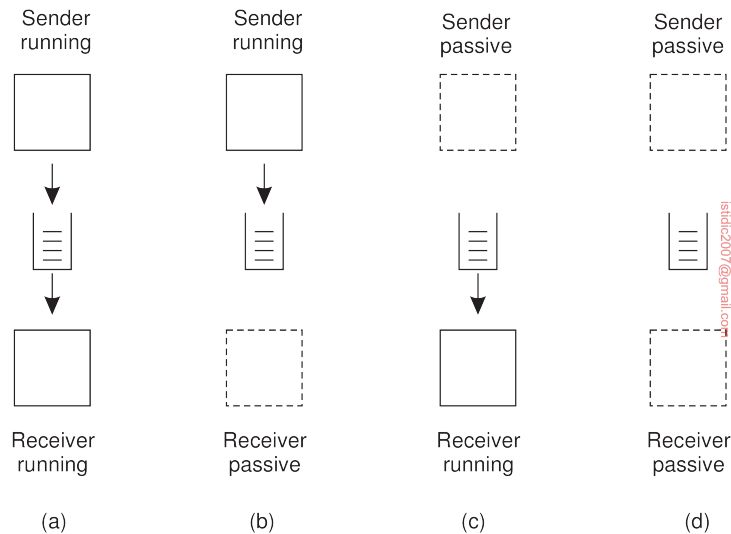 Sender
running
Sender
running
Sender
passive
Sender
passive
istidic2007@gmail.com
Receiver
running
Receiver
passive
Receiver
running
Receiver
passive
(a)
(b)
(c)
(d)